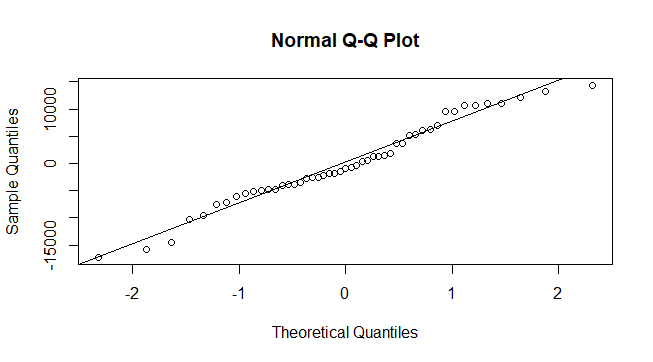 Normal Q-Q Plot
Sample Quantiles
10000
0
-15000
-2
-1
0
1
2
Theoretical Quantiles